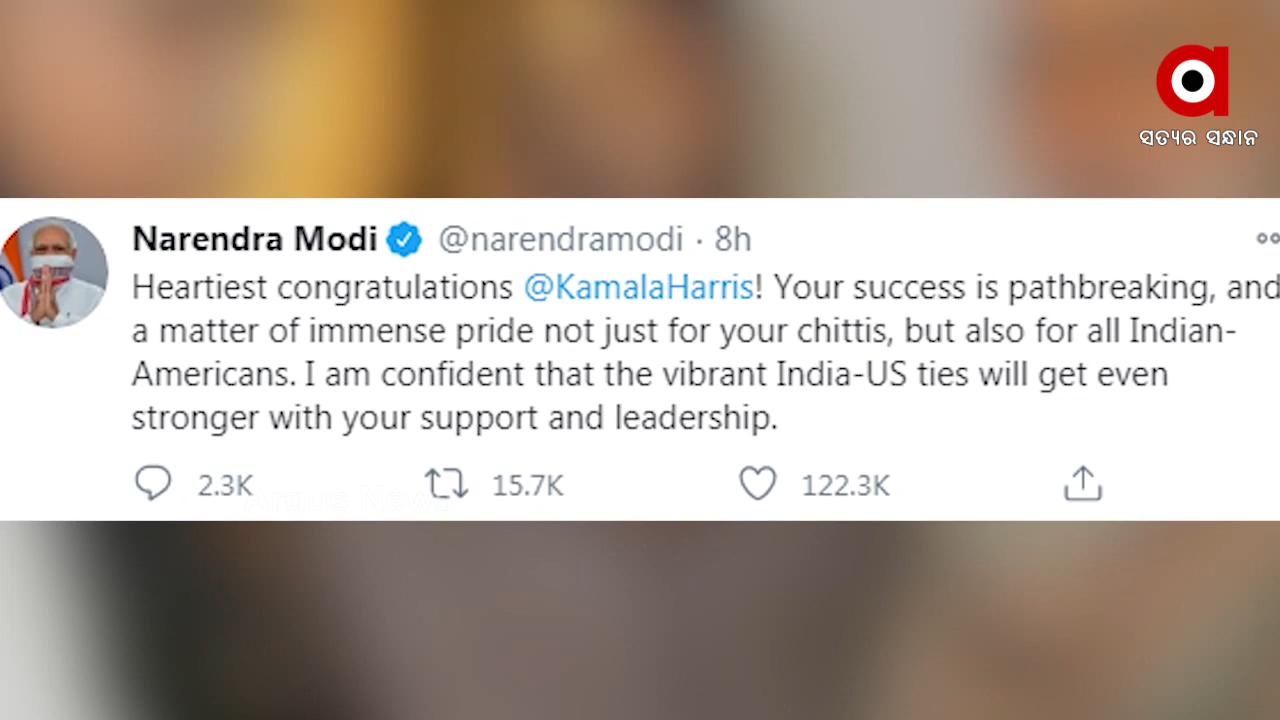 ସତ୍ୟର ସନ୍ଧାନ
Narendra Modi @narendramodi · 8h
Heartiest congratulations @KamalaHarris! Your success is pathbreaking, and
a matter of immense pride not just for your chittis, but also for all Indian-
Americans. I am confident that the vibrant India-US ties will get even
stronger with your support and leadership.
2.3K 15.7K 122.3K
Argus News